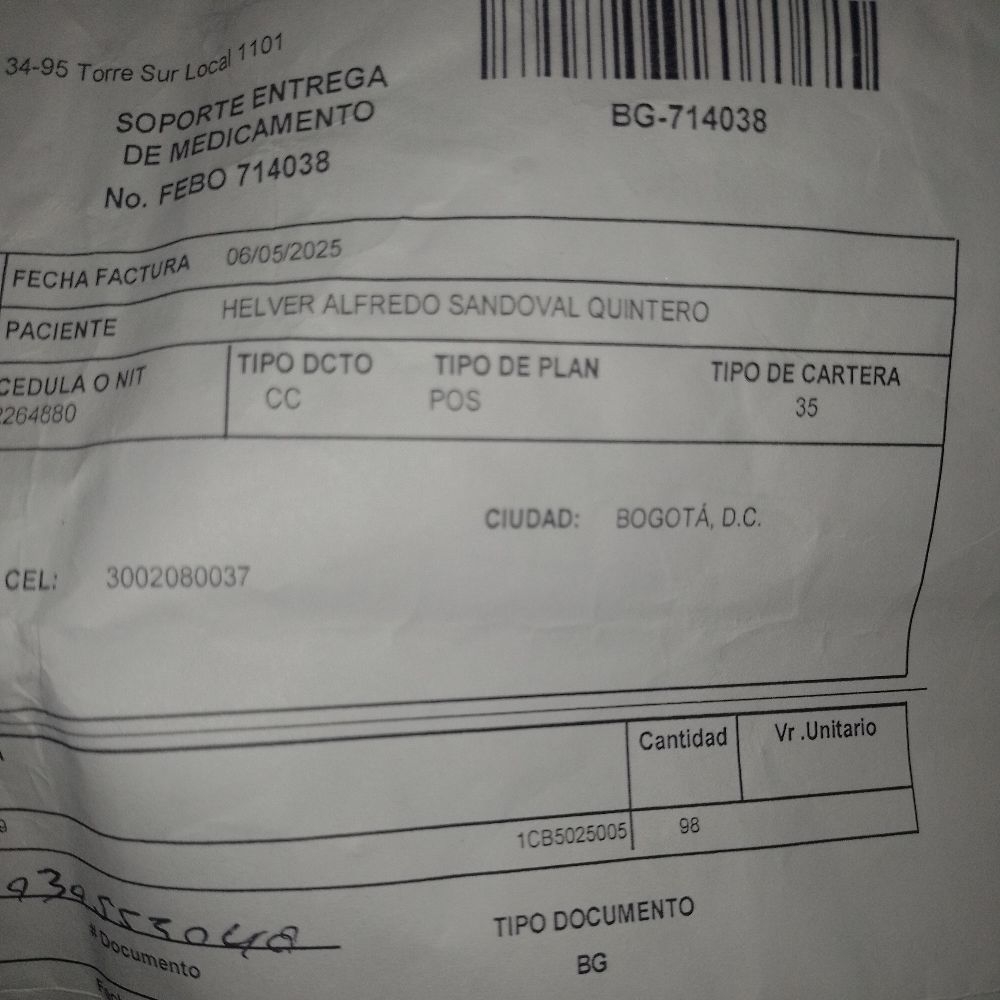 34-95 Torre Sur Local 1101
SOPORTE ENTREGA
DE MEDICAMENTO
No. FEBO 714038
BG-714038
FECHA FACTURA 06/05/2025
PACIENTE HELVER ALFREDO SANDOVAL QUINTERO
CEDULA O NIT TIPO DCTO TIPO DE PLAN TIPO DE CARTERA
2264880 CC POS 35
CIUDAD: BOGOTÁ, D.C.
CEL: 3002080037
Cantidad Vr .Unitario
1CB5025005 98
#Documento
TIPO DOCUMENTO
BG